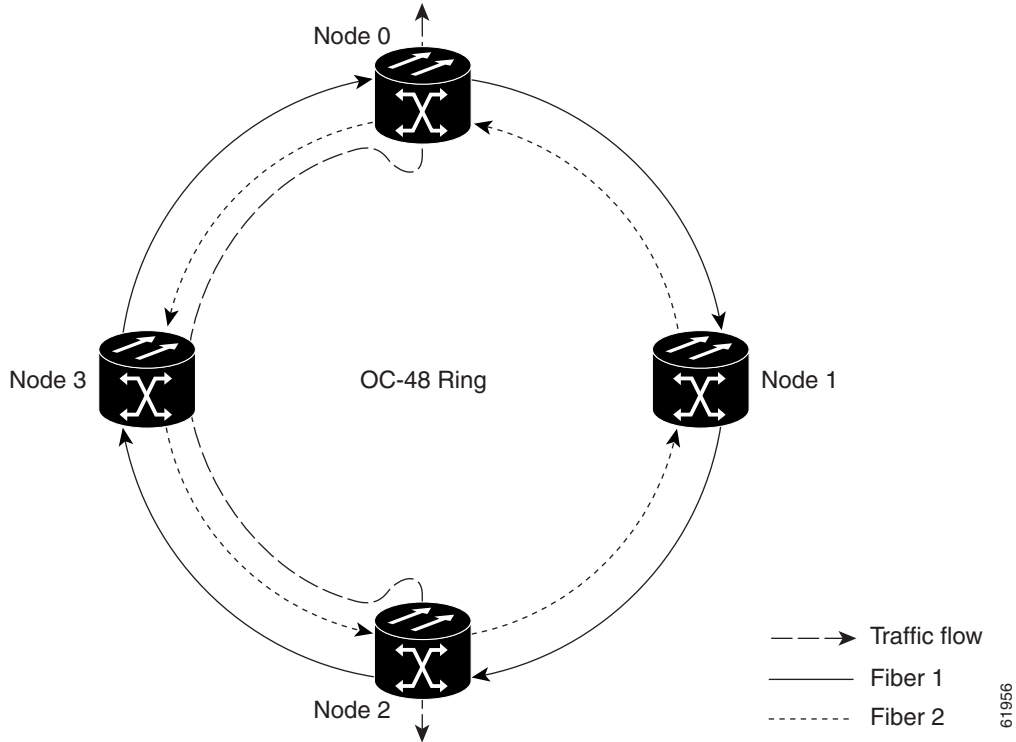 Node 0
Node 3
OC-48 Ring
Node 1
Node 2
Traffic flow
Fiber 1
Fiber 2
61956